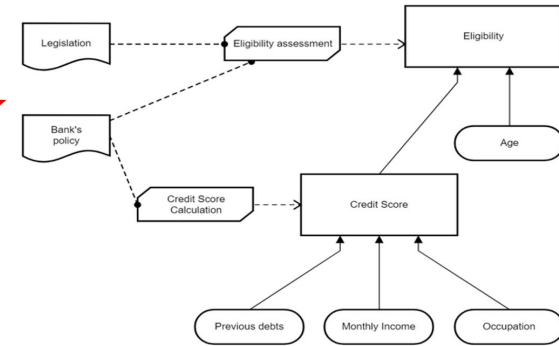 Legislation
Eligibility assessment
Eligibility
Bank's
policy
Age
Credit Score
Calculation
Credit Score
Previous debts
Monthly Income
Occupation